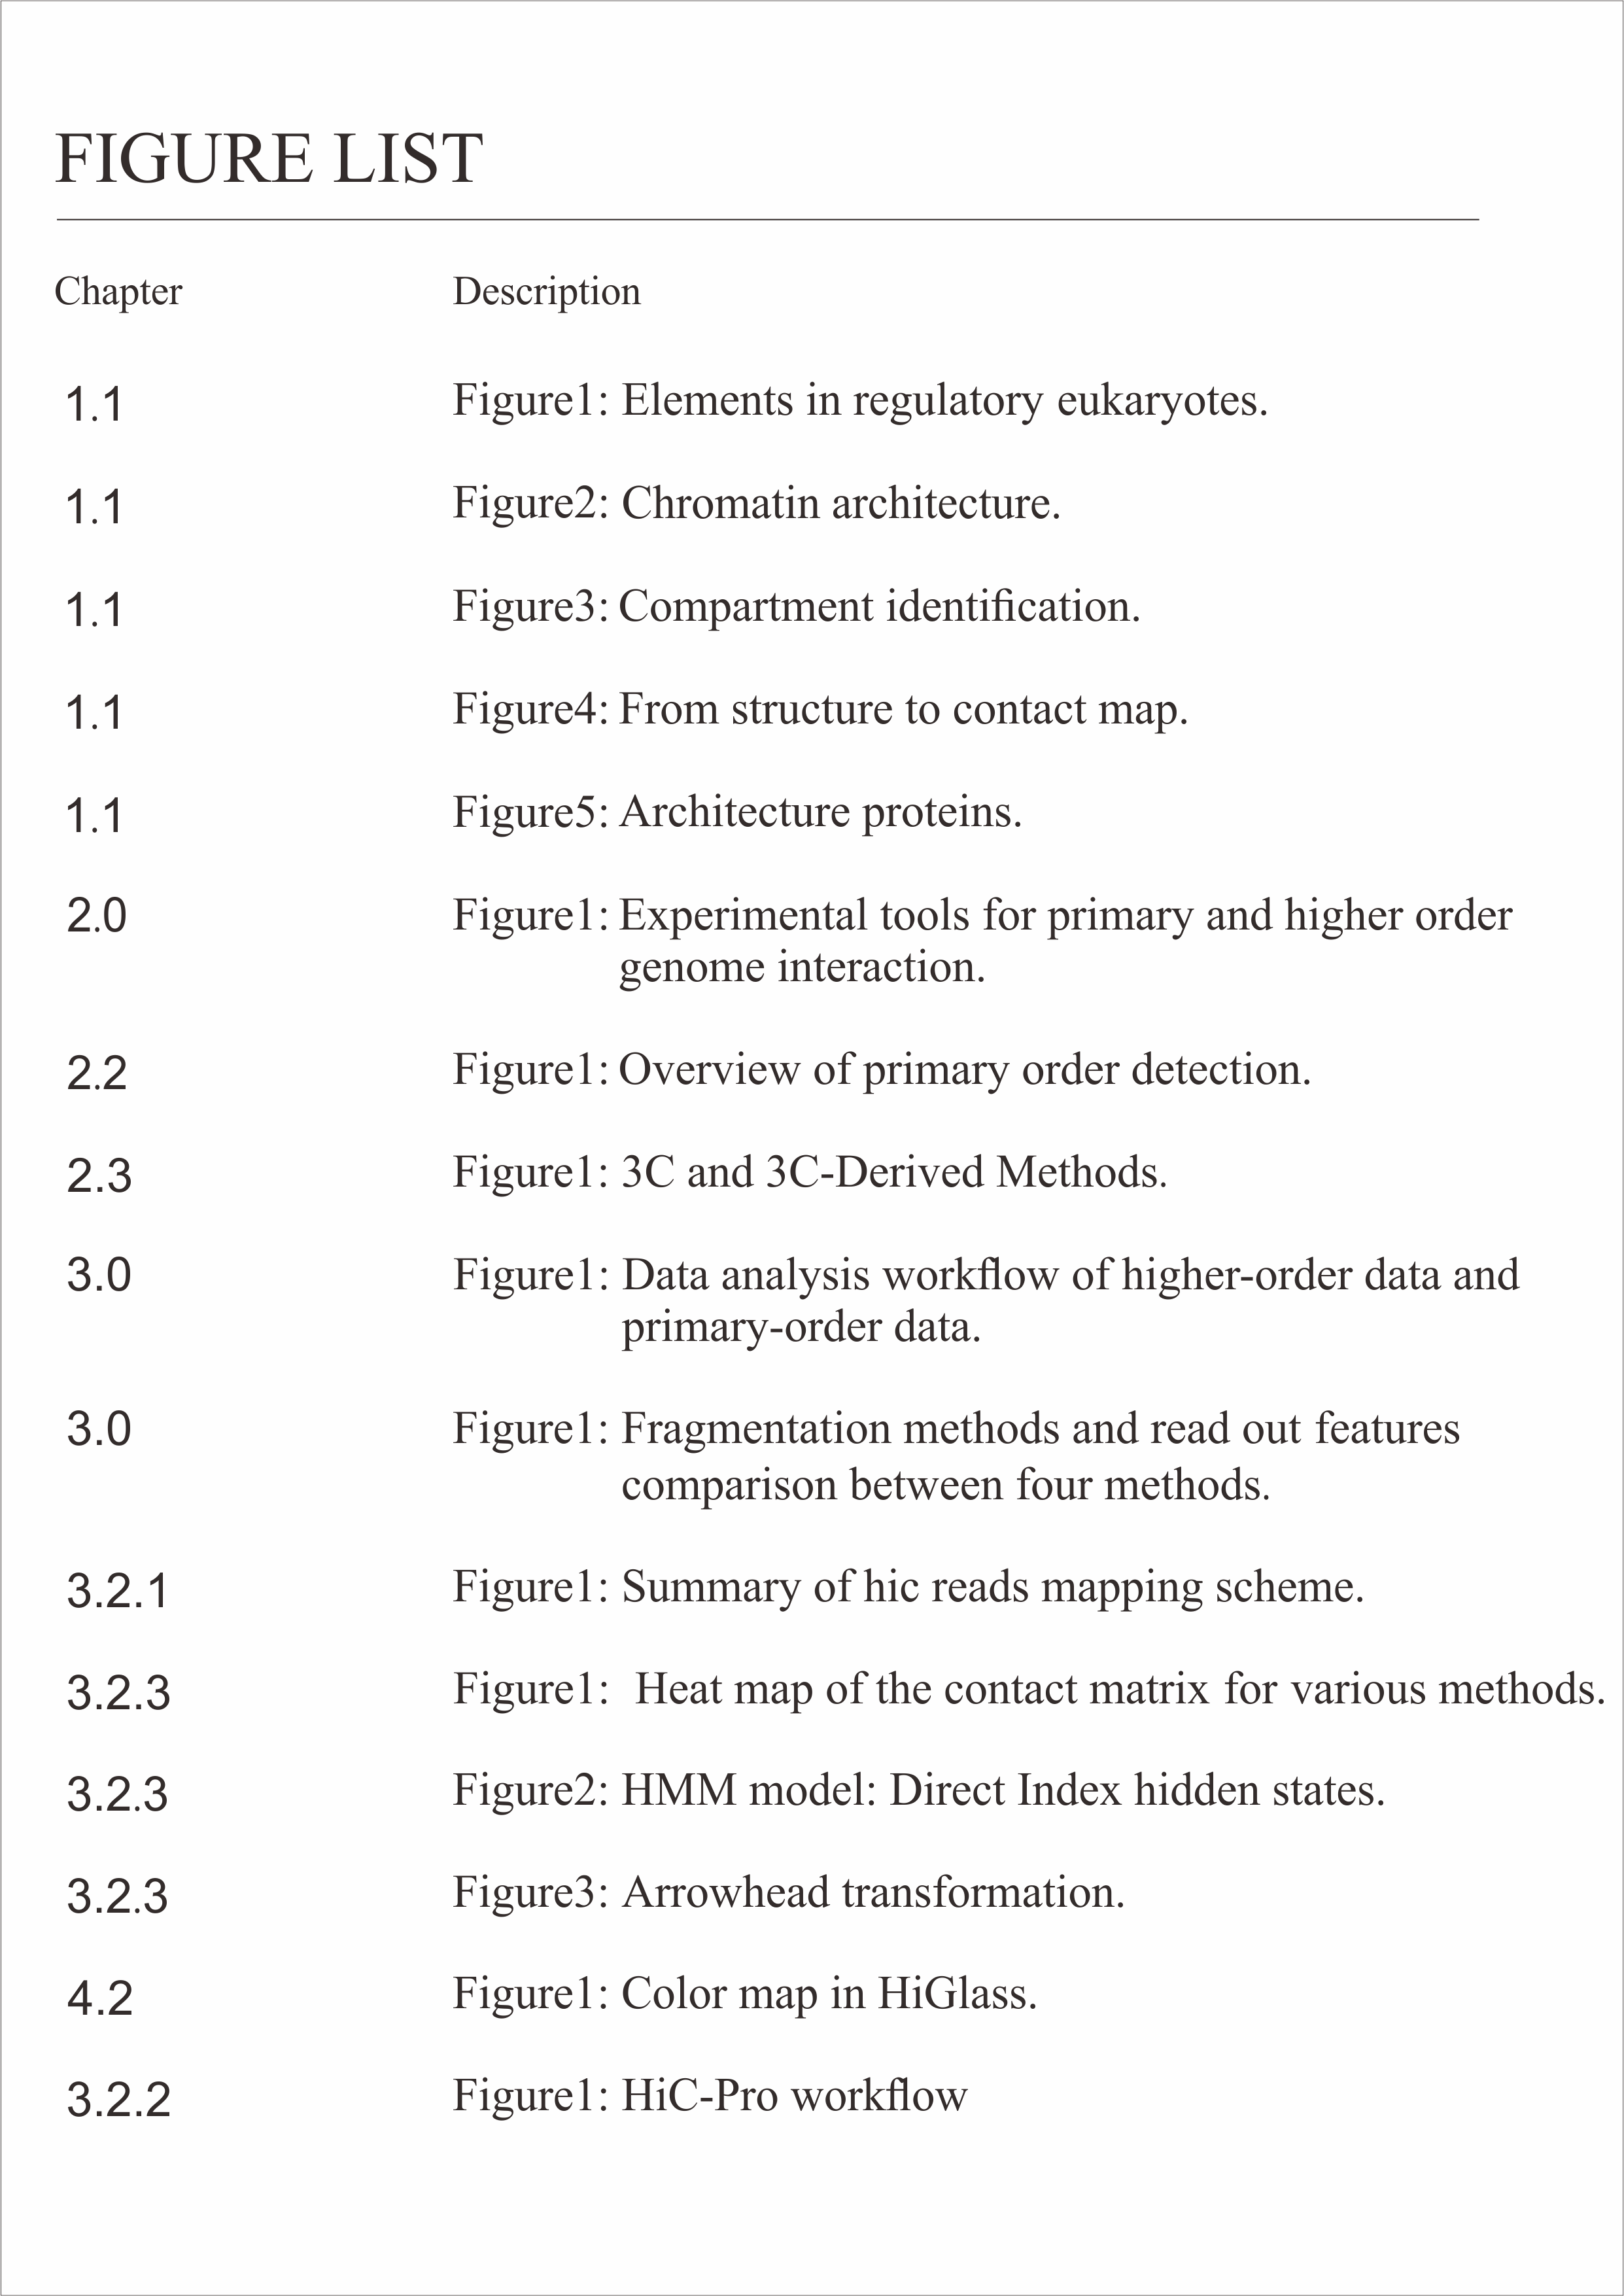 FIGURE LIST
Chapter Description
1.1 Figure1: Elements in regulatory eukaryotes.
1.1 Figure2: Chromatin architecture.
1.1 Figure3: Compartment identification.
1.1 Figure4: From structure to contact map.
1.1 Figure5: Architecture proteins.
2.0 Figure1: Experimental tools for primary and higher order
genome interaction.
2.2 Figure1: Overview of primary order detection.
2.3 Figure1: 3C and 3C-Derived Methods.
3.0 Figure1: Data analysis workflow of higher-order data and
primary-order data.
3.0 Figure1: Fragmentation methods and read out features
comparison between four methods.
3.2.1 Figure1: Summary of hic reads mapping scheme.
3.2.3 Figure1: Heat map of the contact matrix for various methods.
3.2.3 Figure2: HMM model: Direct Index hidden states.
3.2.3 Figure3: Arrowhead transformation.
4.2 Figure1: Color map in HiGlass.
3.2.2 Figure1: HiC-Pro workflow